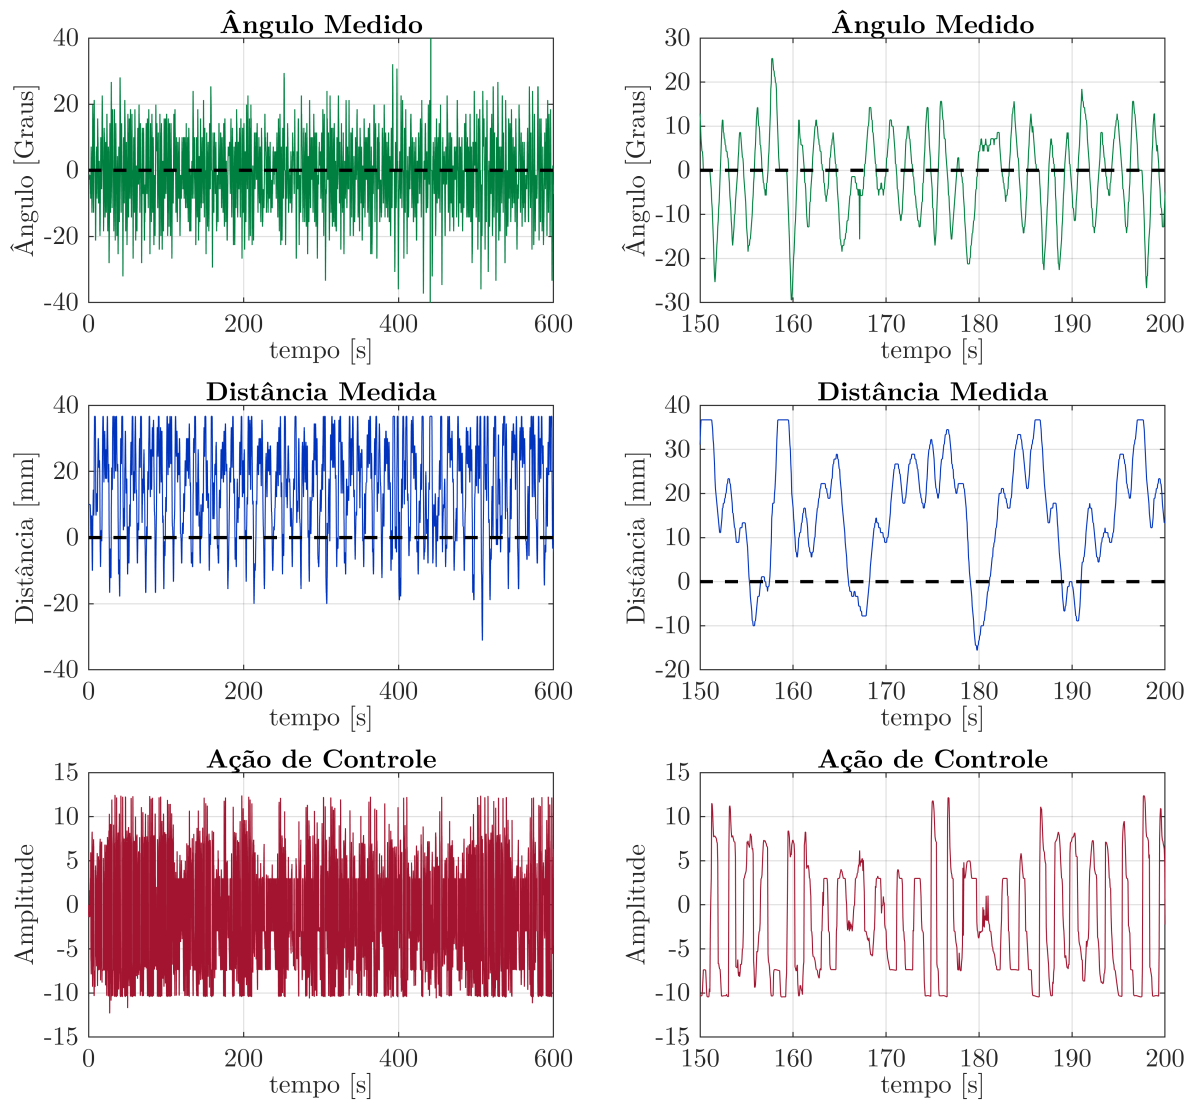 Ângulo Medido
Ângulo Medido
40
20
0
-20
-40
Ângulo [Graus]
0 200 400 600
tempo [s]
30
20
10
0
-10
-20
-30
Ângulo [Graus]
150 160 170 180 190 200
tempo [s]
Distância Medida
Distância Medida
40
20
0
-20
-40
Distância [mm]
0 200 400 600
tempo [s]
40
30
20
10
0
-10
-20
Distância [mm]
150 160 170 180 190 200
tempo [s]
Ação de Controle
Ação de Controle
15
10
5
0
-5
-10
-15
Amplitude
0 200 400 600
tempo [s]
15
10
5
0
-5
-10
-15
Amplitude
150 160 170 180 190 200
tempo [s]